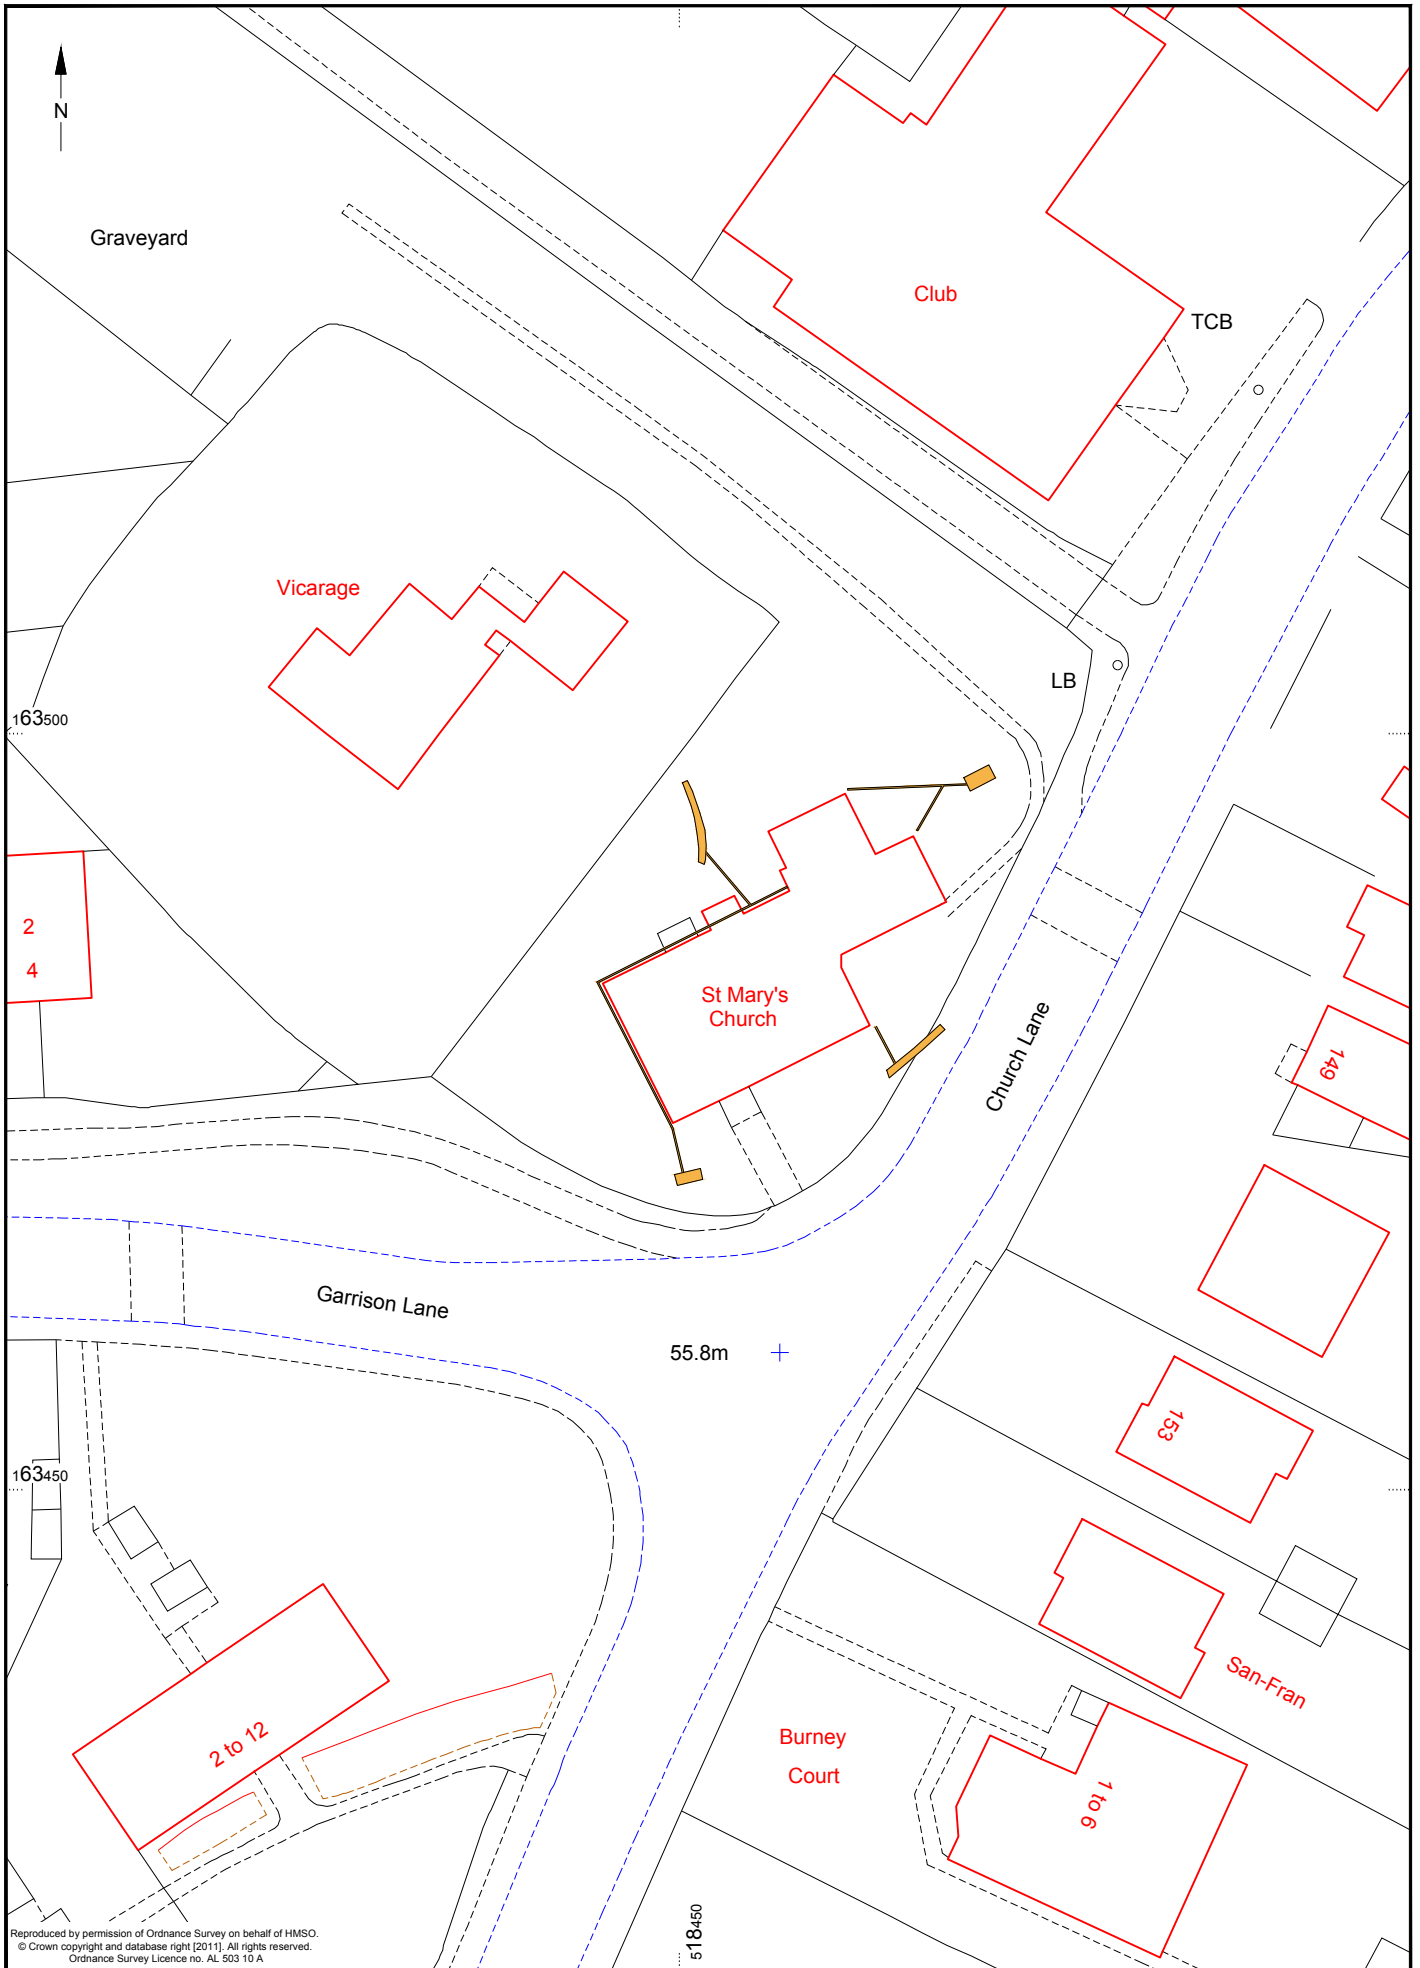 N
Graveyard
Club
TCB
Vicarage
LB
163500
2
4
St Mary's
Church
Church Lane
149
Garrison Lane
55.8m
153
163450
San-Fran
2 to 12
Burney
Court
1 to 6
518450
Reproduced by permission of Ordnance Survey on behalf of HMSO.
© Crown copyright and database right [2011]. All rights reserved.
Ordnance Survey Licence no. AL 503 10 A